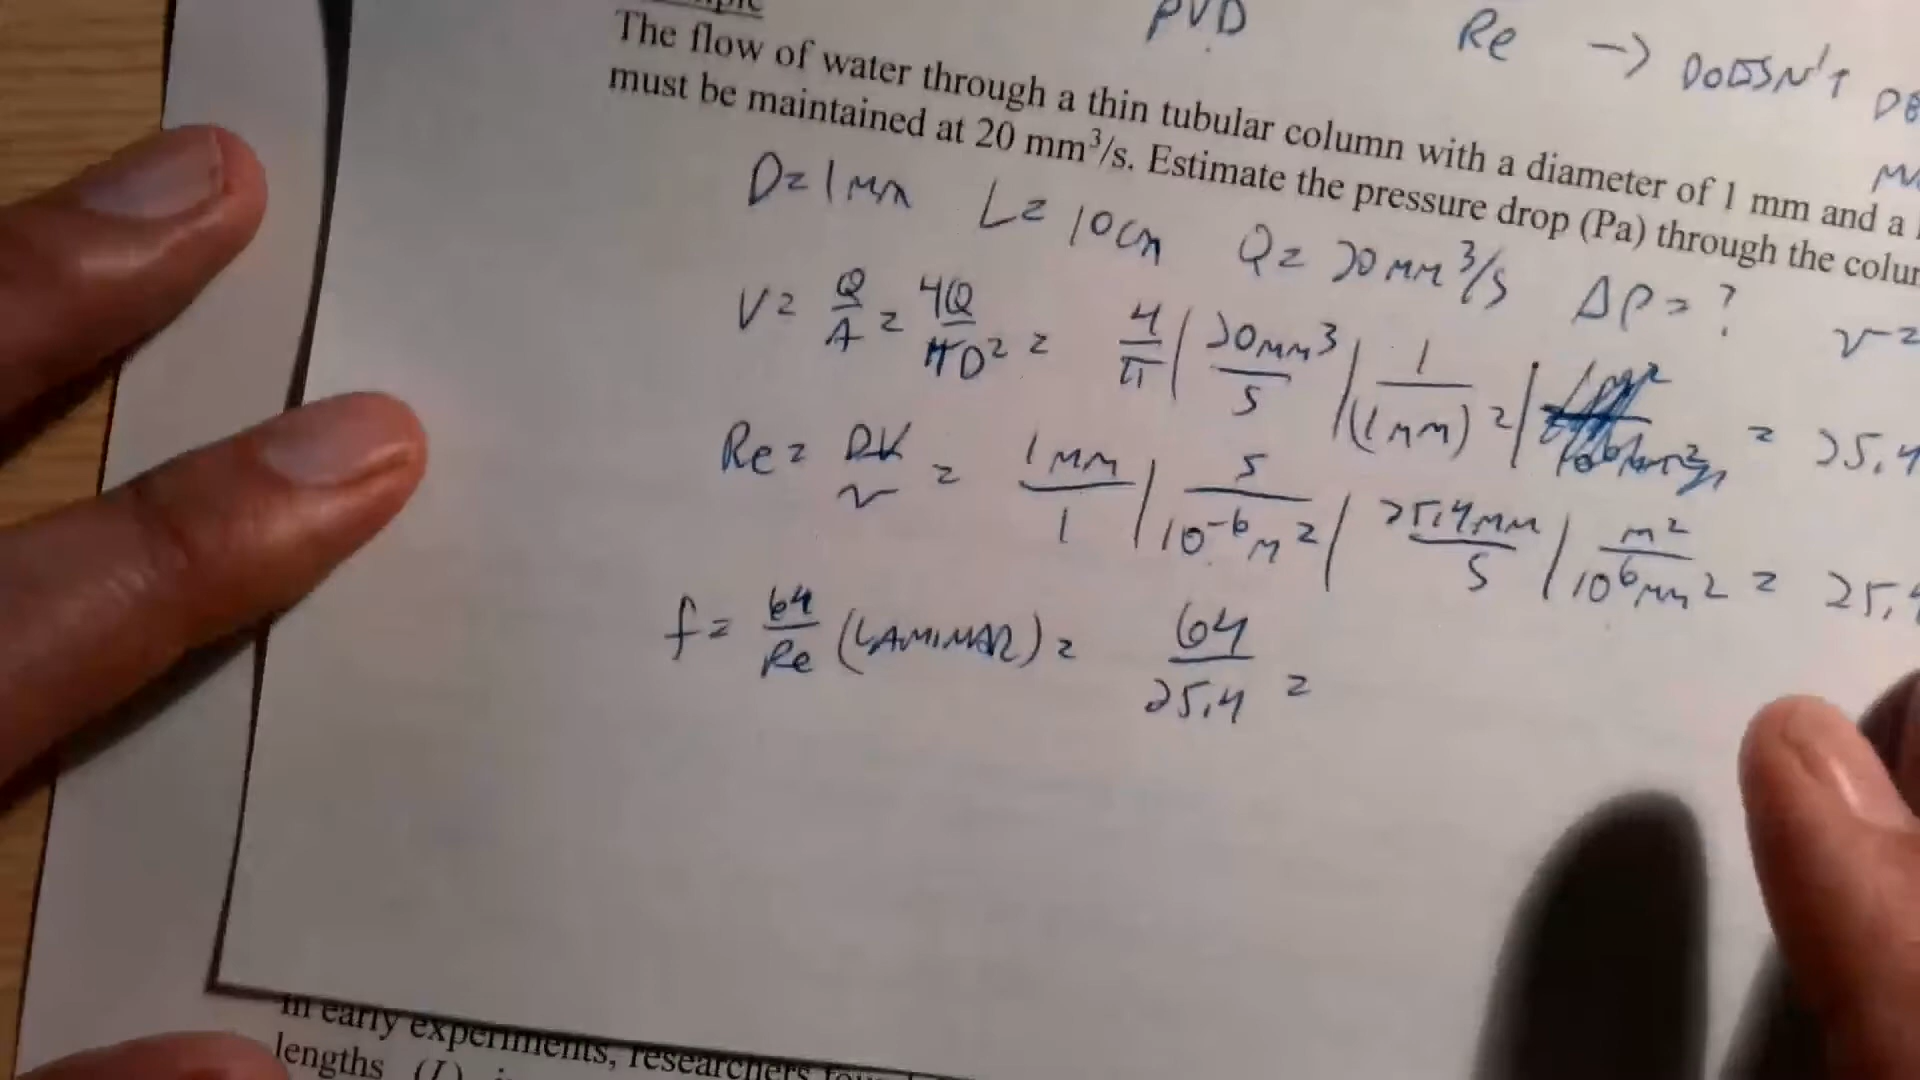 ρVD Re → DOESN'T
The flow of water through a thin tubular column with a diameter of 1 mm and a
must be maintained at 20 mm³/s. Estimate the pressure drop (Pa) through the
D = 1 mm L = 10 cm Q = 20 mm³/s ΔP = ? ν =
V = Q/A = 4Q/πD² = 4/π | 20 mm³/s | 1/(1 mm)² | = 25.4
Re = DV/ν = 1 mm/1 | s/10⁻⁶ m² | 25.4 mm/s | m²/10⁶ mm² = 25.4
f = 64/Re (LAMINAR) = 64/25.4 =
in early experiments, researchers
lengths (L)